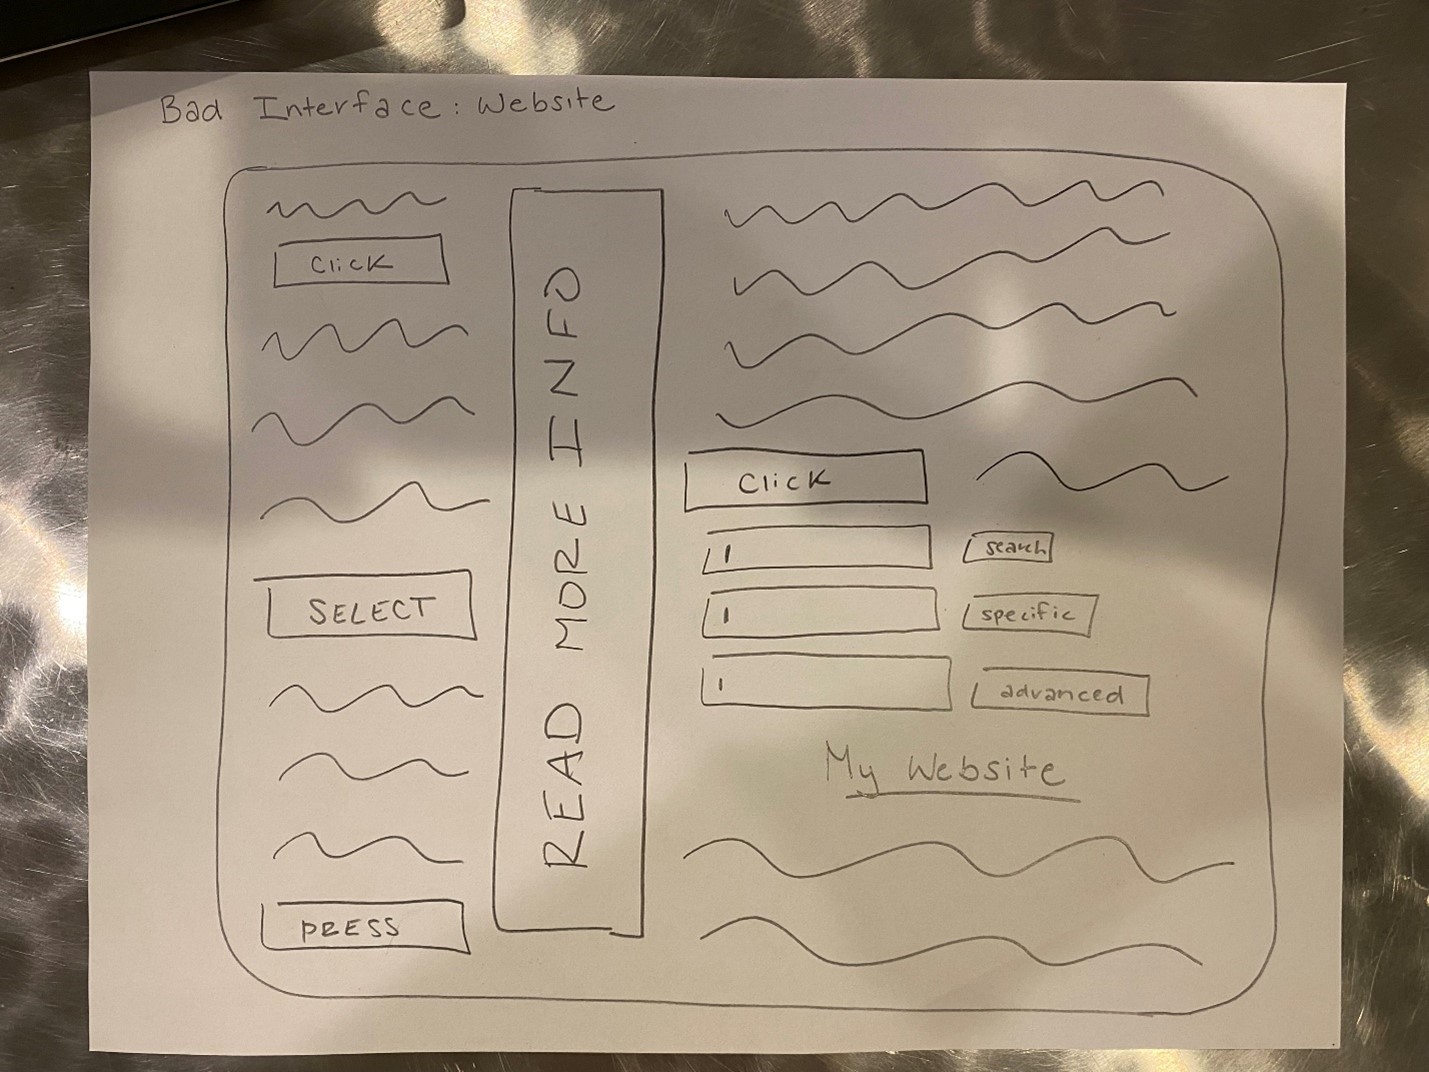 Bad Interface: Website
Click
SELECT
PRESS
READ MORE INFO
Click
search
specific
advanced
My Website